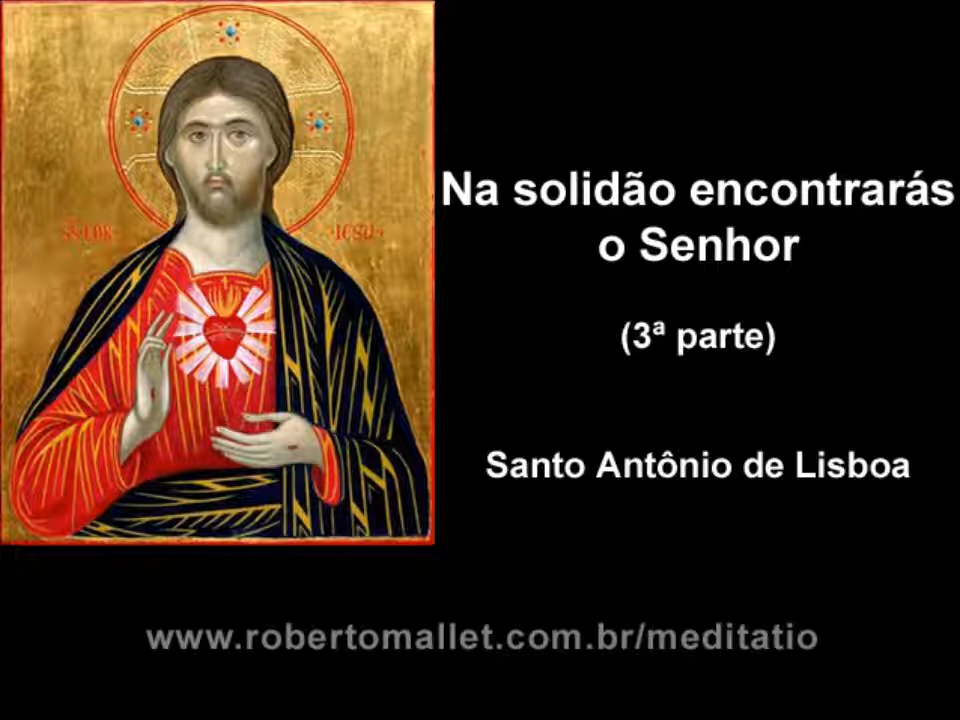 Na solidão encontrarás
o Senhor
(3ª parte)
Santo Antônio de Lisboa
www.robertomallet.com.br/meditatio